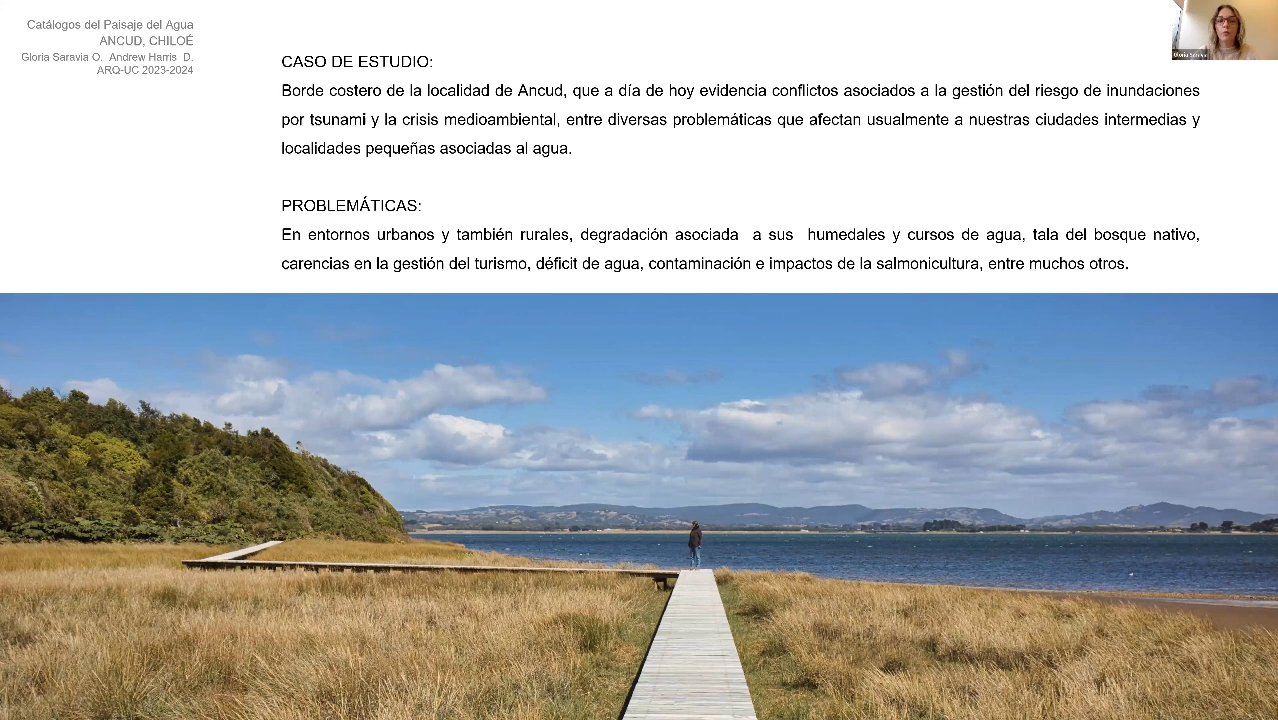 Catálogos del Paisaje del Agua
ANCUD, CHILOÉ
Gloria Saravia O. Andrew Harris D.
ARQ-UC 2023-2024
CASO DE ESTUDIO:
Borde costero de la localidad de Ancud, que a día de hoy evidencia conflictos asociados a la gestión del riesgo de inundaciones
por tsunami y la crisis medioambiental, entre diversas problemáticas que afectan usualmente a nuestras ciudades intermedias y
localidades pequeñas asociadas al agua.
PROBLEMÁTICAS:
En entornos urbanos y también rurales, degradación asociada a sus humedales y cursos de agua, tala del bosque nativo,
carencias en la gestión del turismo, déficit de agua, contaminación e impactos de la salmonicultura, entre muchos otros.
Gloria Saravia